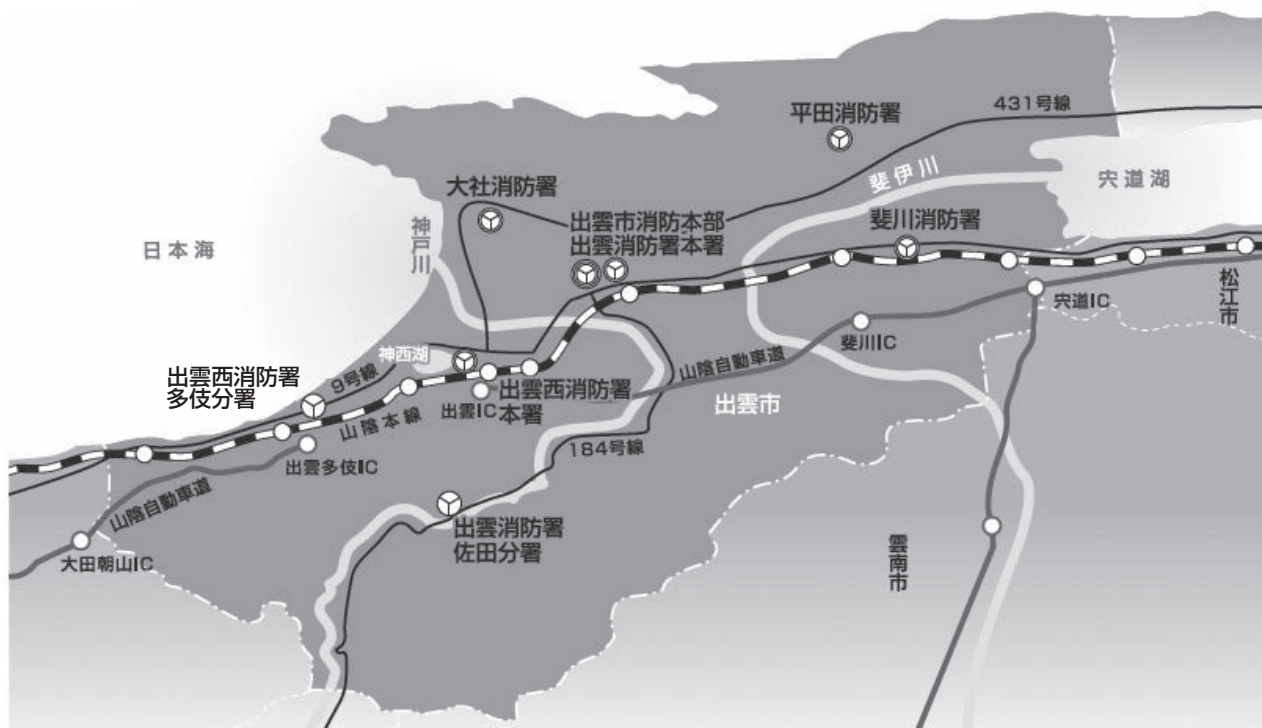 431号線
平田消防署
斐伊川
宍道湖
大社消防署
出雲市消防本部
出雲消防署本署
斐川消防署
神戸川
日本海
松江市
宍道IC
斐川IC
神西湖
山陰自動車道
出雲西消防署
多伎分署
9号線
出雲IC
出雲西消防署
本署
出雲市
山陰本線
184号線
出雲多伎IC
山陰自動車道
出雲消防署
佐田分署
大田朝山IC
雲南市